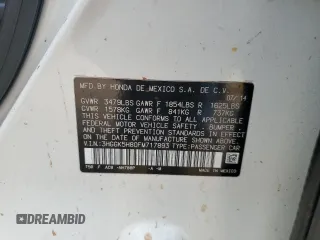 MFD.BY HONDA DE MEXICO S.A. DE C.V.
07/14
GVWR 3479LBS GAWR F 1854LBS R 1625LBS
GVWR 1578KG GAWR F 841KG R 737KG
THIS VEHICLE CONFORMS TO ALL APPLICABLE
FEDERAL MOTOR VEHICLE SAFETY, BUMPER,
AND THEFT PREVENTION STANDARDS IN EFFECT
ON THE DATE OF MANUFACTURE SHOWN ABOVE.
V.I.N:3HGGK5H80FM717893 TYPE:PASSENGER CAR
-A -M
MADE IN MEXICO